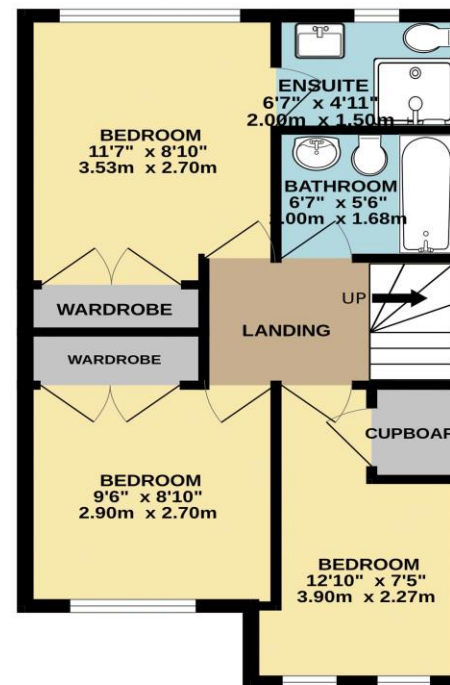 ENSUITE
6'7" x 4'11"
2.00m x 1.50m
BEDROOM
11'7" x 8'10"
3.53m x 2.70m
BATHROOM
6'7" x 5'6"
2.00m x 1.68m
WARDROBE
UP
LANDING
WARDROBE
CUPBOAR
BEDROOM
9'6" x 8'10"
2.90m x 2.70m
BEDROOM
12'10" x 7'5"
3.90m x 2.27m